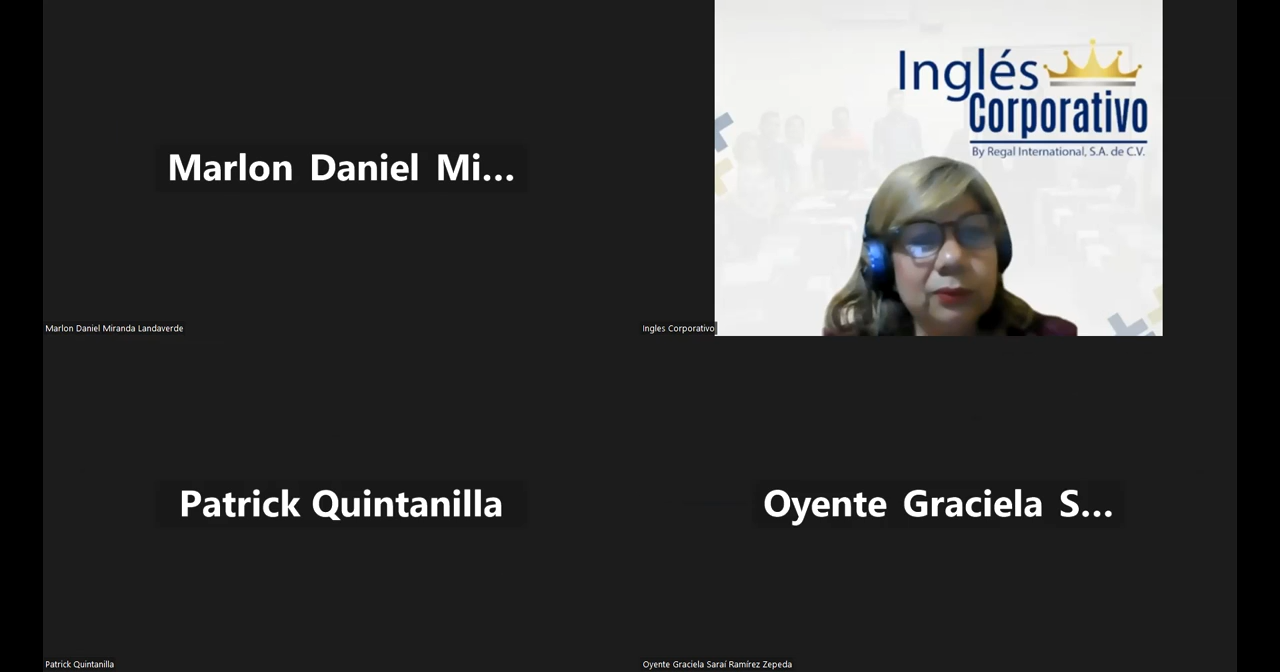 Marlon Daniel Mi...
Marlon Daniel Miranda Landaverde
Inglés
Corporativo
By Regal International, S.A. de C.V.
Ingles Corporativo
Patrick Quintanilla
Patrick Quintanilla
Oyente Graciela S...
Oyente Graciela Saraí Ramírez Zepeda